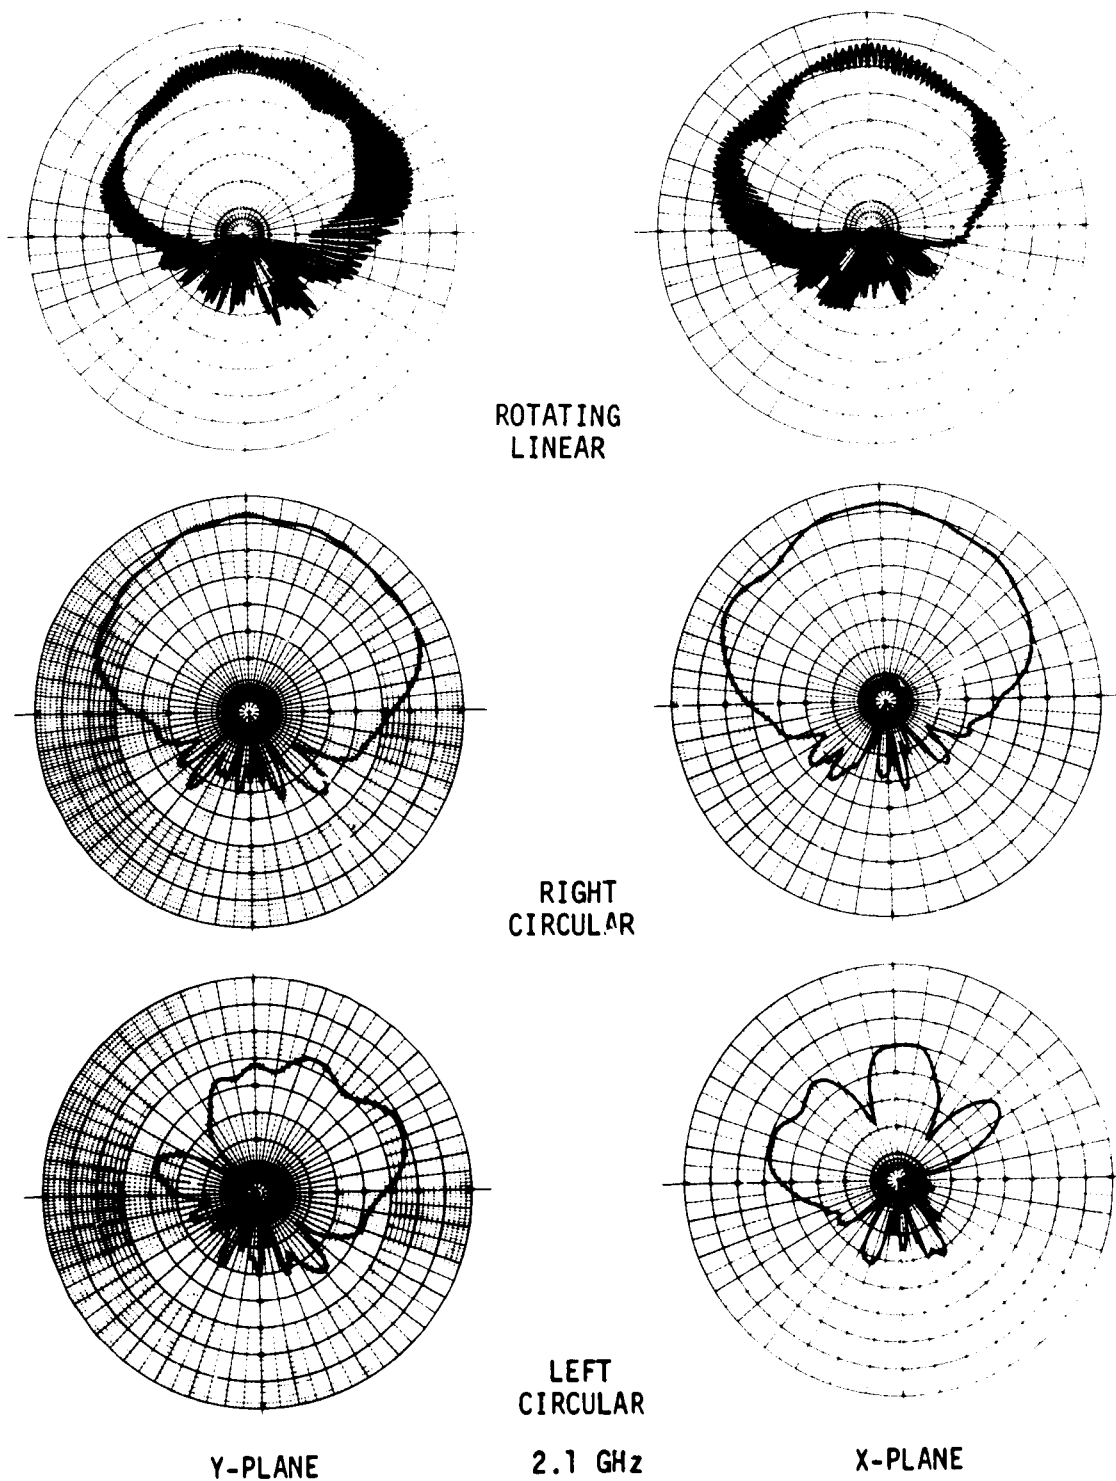 ROTATING
LINEAR
RIGHT
CIRCULAR
LEFT
CIRCULAR
Y-PLANE
2.1 GHz
X-PLANE